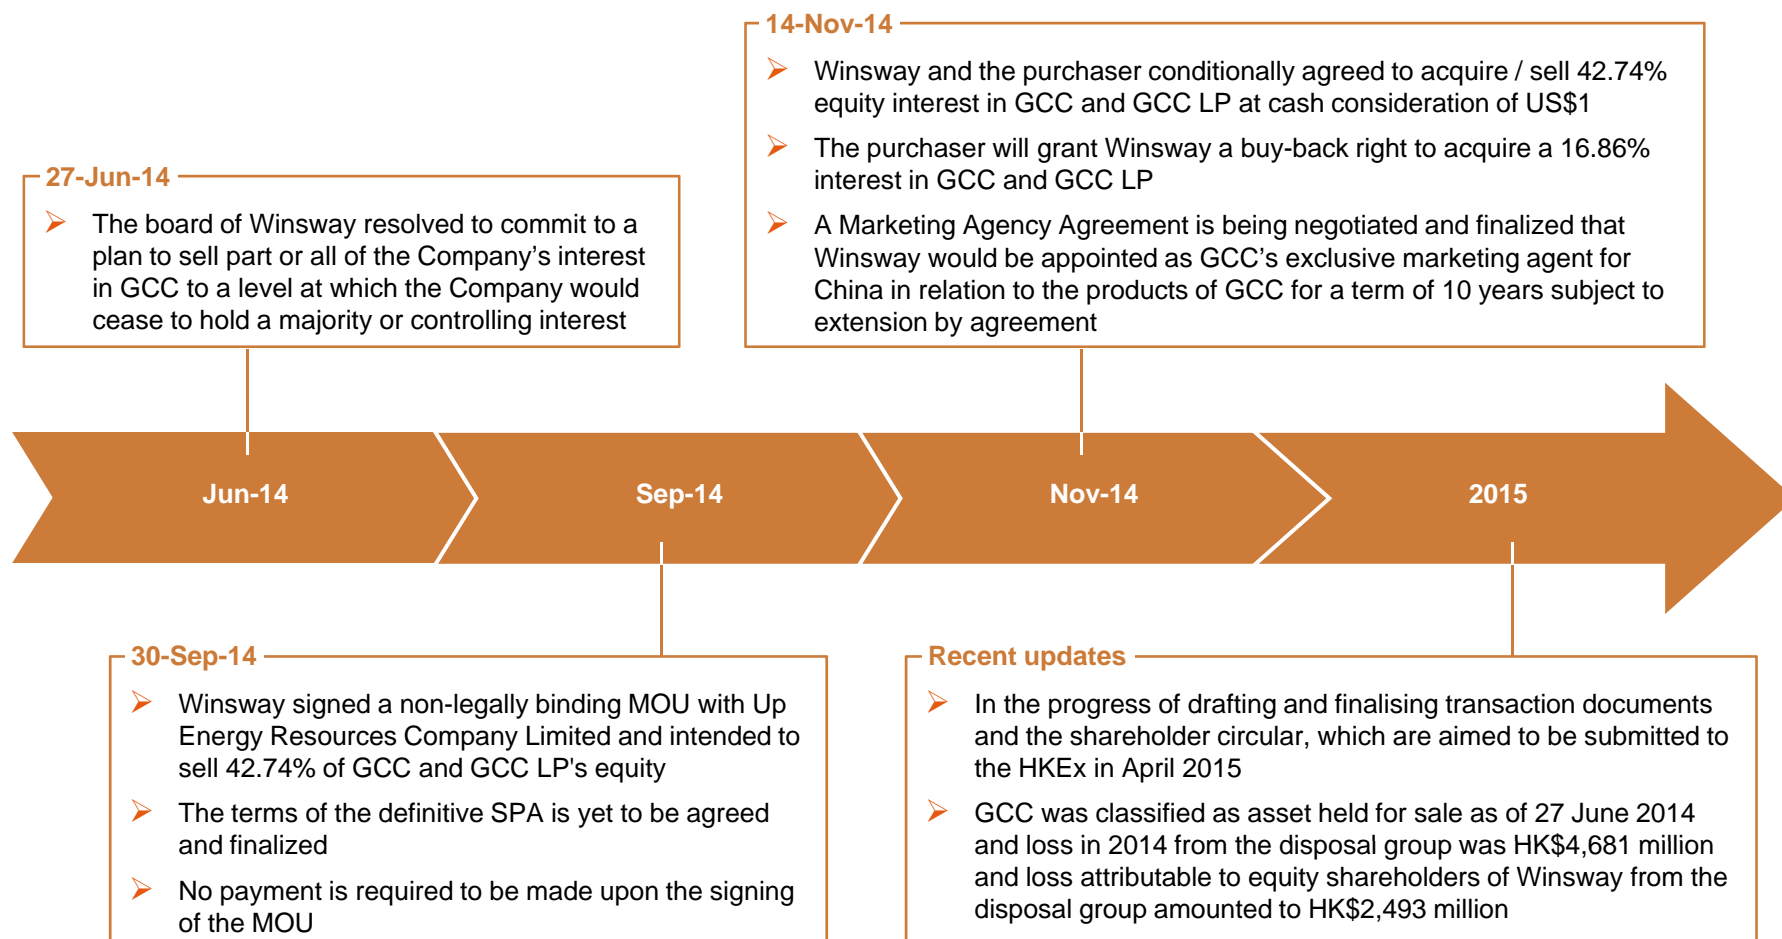 14-Nov-14
Winsway and the purchaser conditionally agreed to acquire / sell 42.74%
equity interest in GCC and GCC LP at cash consideration of US$1
The purchaser will grant Winsway a buy-back right to acquire a 16.86%
interest in GCC and GCC LP
A Marketing Agency Agreement is being negotiated and finalized that
Winsway would be appointed as GCC’s exclusive marketing agent for
China in relation to the products of GCC for a term of 10 years subject to
extension by agreement
27-Jun-14
The board of Winsway resolved to commit to a
plan to sell part or all of the Company’s interest
in GCC to a level at which the Company would
cease to hold a majority or controlling interest
Jun-14
Sep-14
Nov-14
2015
30-Sep-14
Winsway signed a non-legally binding MOU with Up
Energy Resources Company Limited and intended to
sell 42.74% of GCC and GCC LP's equity
The terms of the definitive SPA is yet to be agreed
and finalized
No payment is required to be made upon the signing
of the MOU
Recent updates
In the progress of drafting and finalising transaction documents
and the shareholder circular, which are aimed to be submitted to
the HKEx in April 2015
GCC was classified as asset held for sale as of 27 June 2014
and loss in 2014 from the disposal group was HK$4,681 million
and loss attributable to equity shareholders of Winsway from the
disposal group amounted to HK$2,493 million